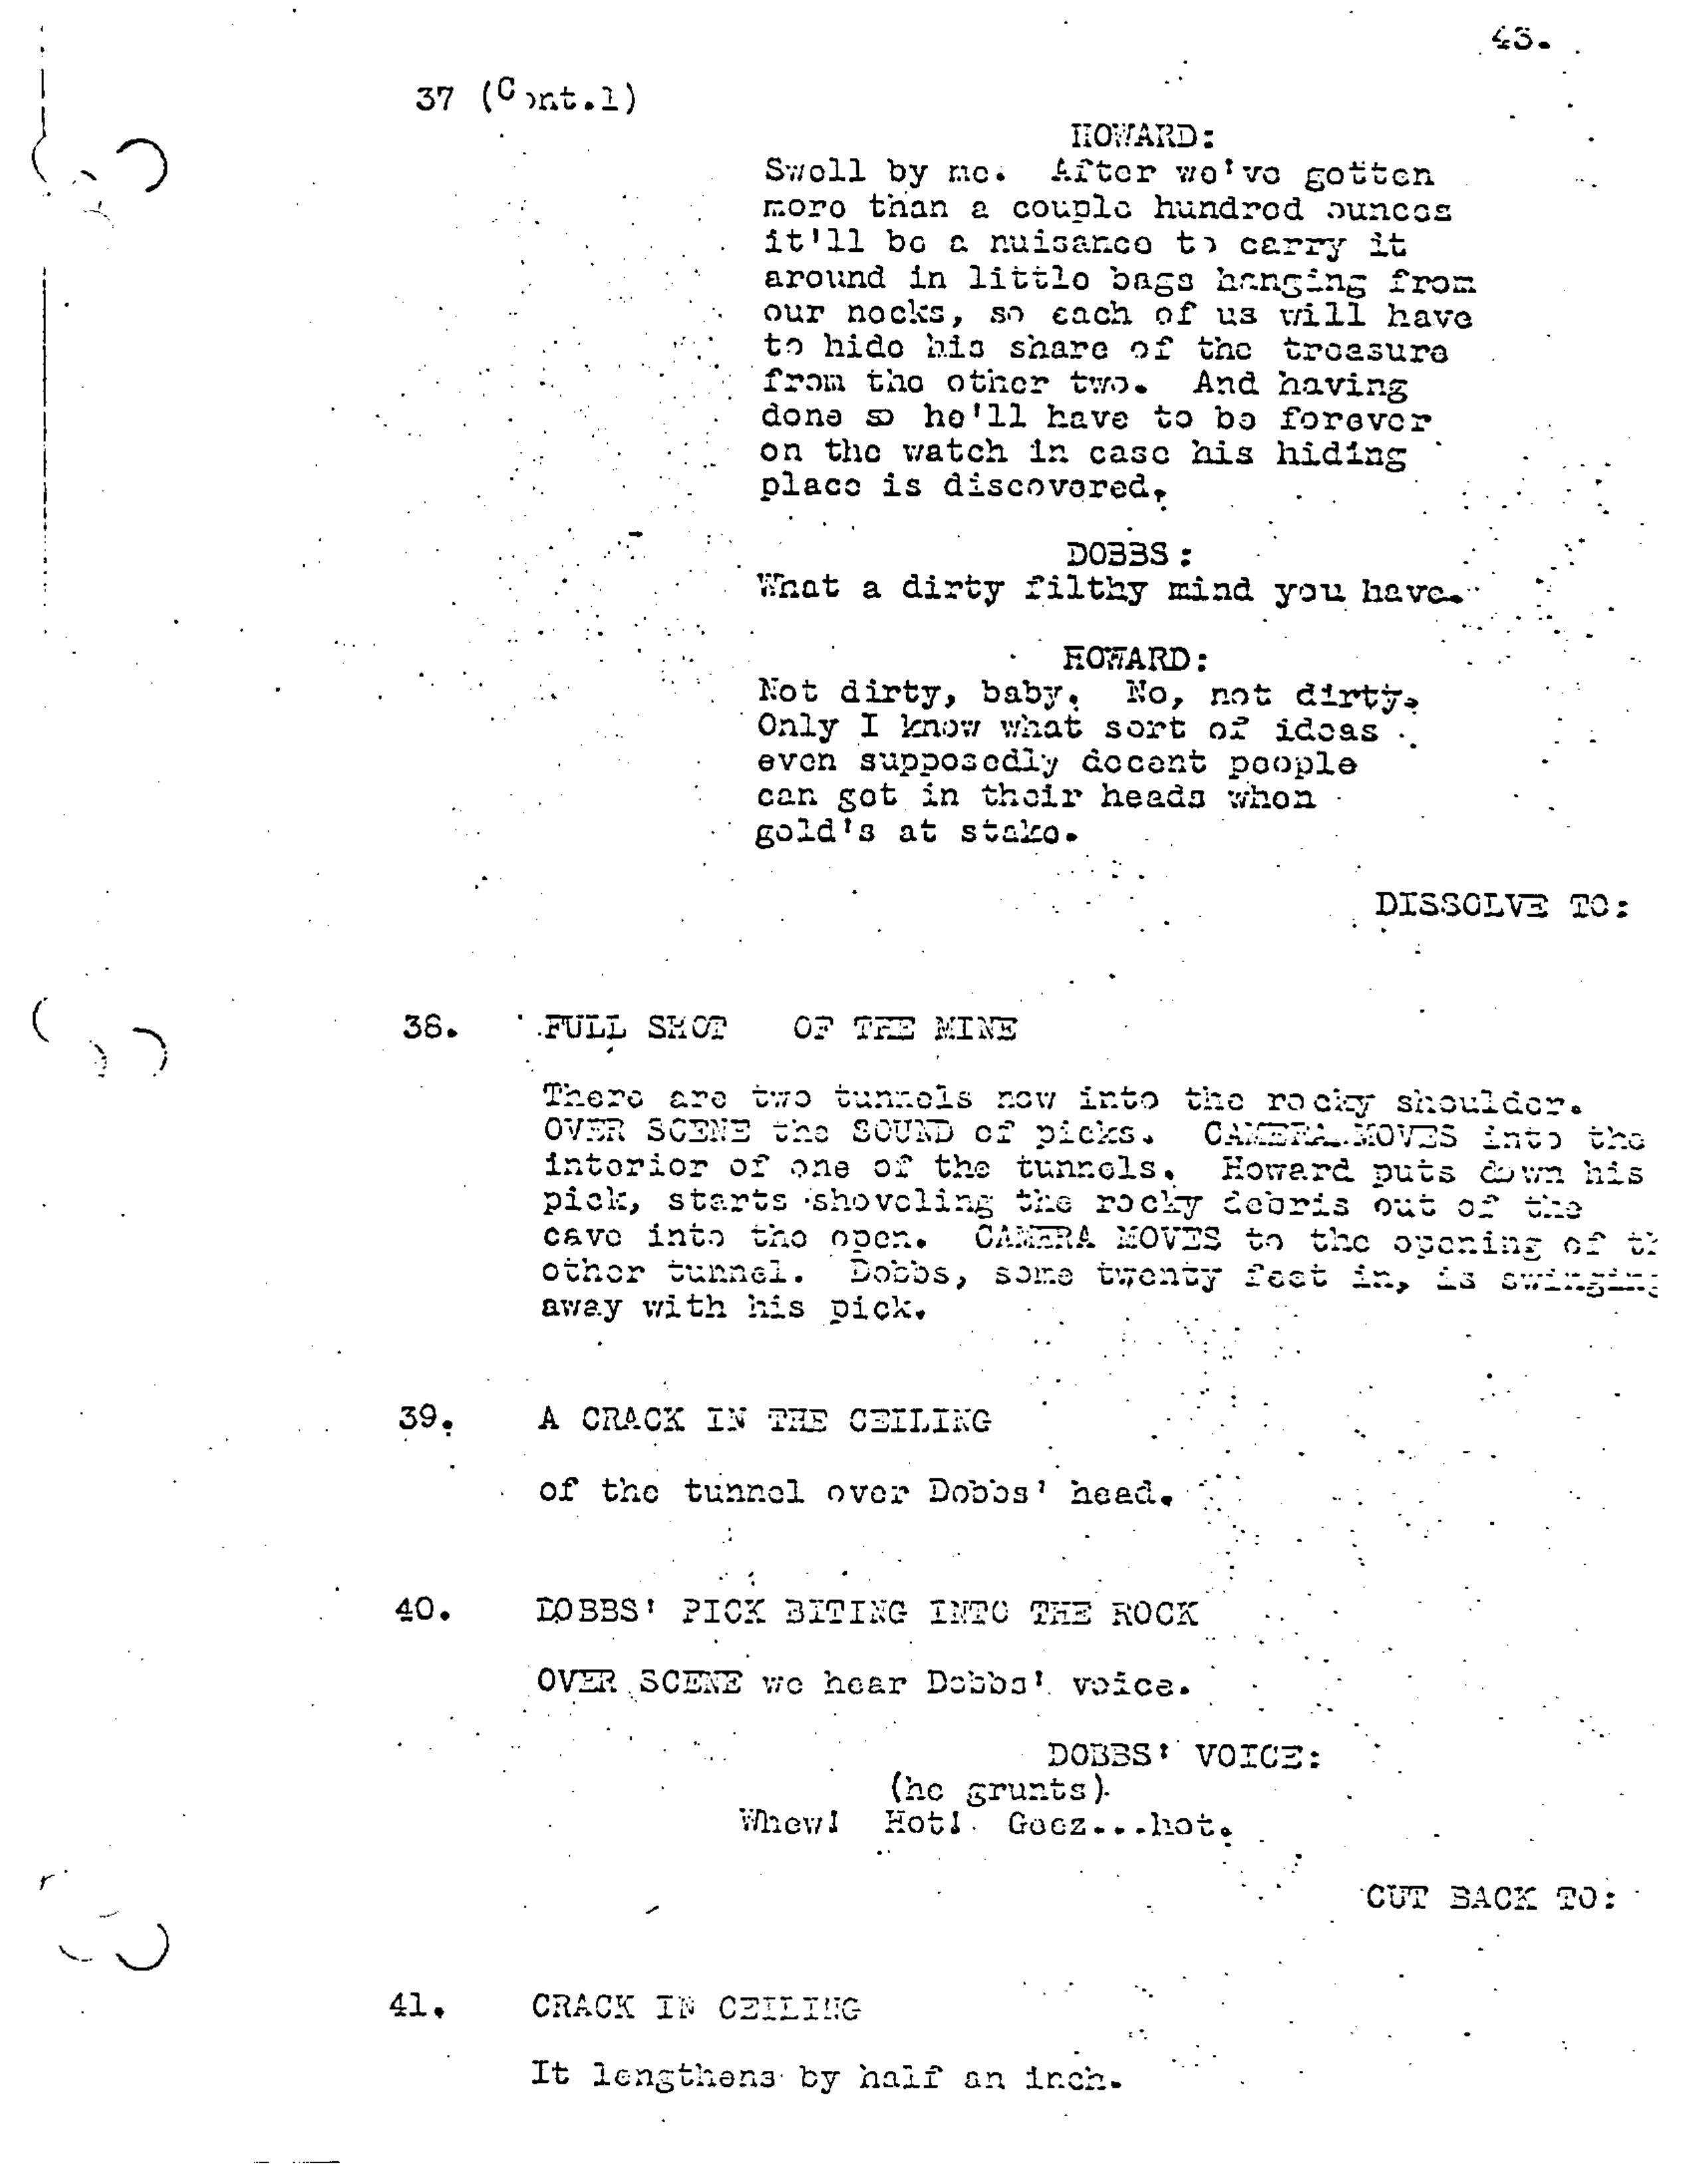 43.
37 (Cont.1)
HOWARD:
Swell by me. After we've gotten
more than a couple hundred ounces
it'll be a nuisance to carry it
around in little bags hanging from
our necks, so each of us will have
to hide his share of the treasure
from the other two. And having
done so he'll have to be forever
on the watch in case his hiding
place is discovered.
DOBBS:
What a dirty filthy mind you have.
HOWARD:
Not dirty, baby. No, not dirty.
Only I know what sort of ideas
even supposedly decent people
can get in their heads when
gold's at stake.
DISSOLVE TO:
38. FULL SHOT OF THE MINE
There are two tunnels now into the rocky shoulder.
OVER SCENE the SOUND of picks. CAMERA MOVES into the
interior of one of the tunnels. Howard puts down his
pick, starts shoveling the rocky debris out of the
cave into the open. CAMERA MOVES to the opening of th
other tunnel. Dobbs, some twenty feet in, is swinging
away with his pick.
39. A CRACK IN THE CEILING
of the tunnel over Dobbs' head.
40. DOBBS' PICK BITING INTO THE ROCK
OVER SCENE we hear Dobbs' voice.
DOBBS' VOICE:
(he grunts)
Whew! Hot! Geez...hot.
CUT BACK TO:
41. CRACK IN CEILING
It lengthens by half an inch.